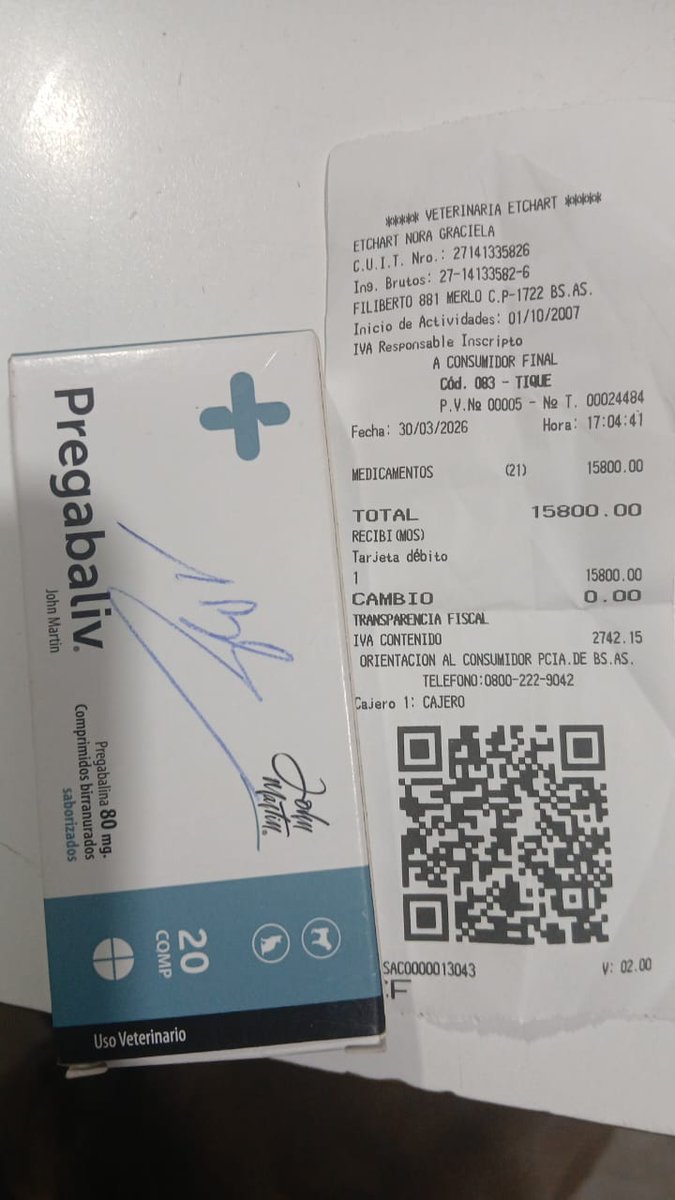 Pregabaliv.
John Martin
Pregabalina 80 mg.
Comprimidos birranurados
saborizados
John
Martin.
20
COMP
Uso Veterinario
***** VETERINARIA ETCHART *****
ETCHART NORA GRACIELA
C.U.I.T. Nro.: 27141335826
Ing. Brutos: 27-14133582-6
FILIBERTO 881 MERLO C.P-1722 BS.AS.
Inicio de Actividades: 01/10/2007
IVA Responsable Inscripto
A CONSUMIDOR FINAL
Cód. 083 - TIQUE
P.V.Nº 00005 - Nº T. 00024484
Fecha: 30/03/2026 Hora: 17:04:41
MEDICAMENTOS (21) 15800.00
TOTAL 15800.00
RECIBI(MOS)
Tarjeta débito
1 15800.00
CAMBIO 0.00
TRANSPARENCIA FISCAL
IVA CONTENIDO 2742.15
ORIENTACION AL CONSUMIDOR PCIA.DE BS.AS.
TELEFONO:0800-222-9042
Cajero 1: CAJERO
SAC0000013043 V: 02.00
CF